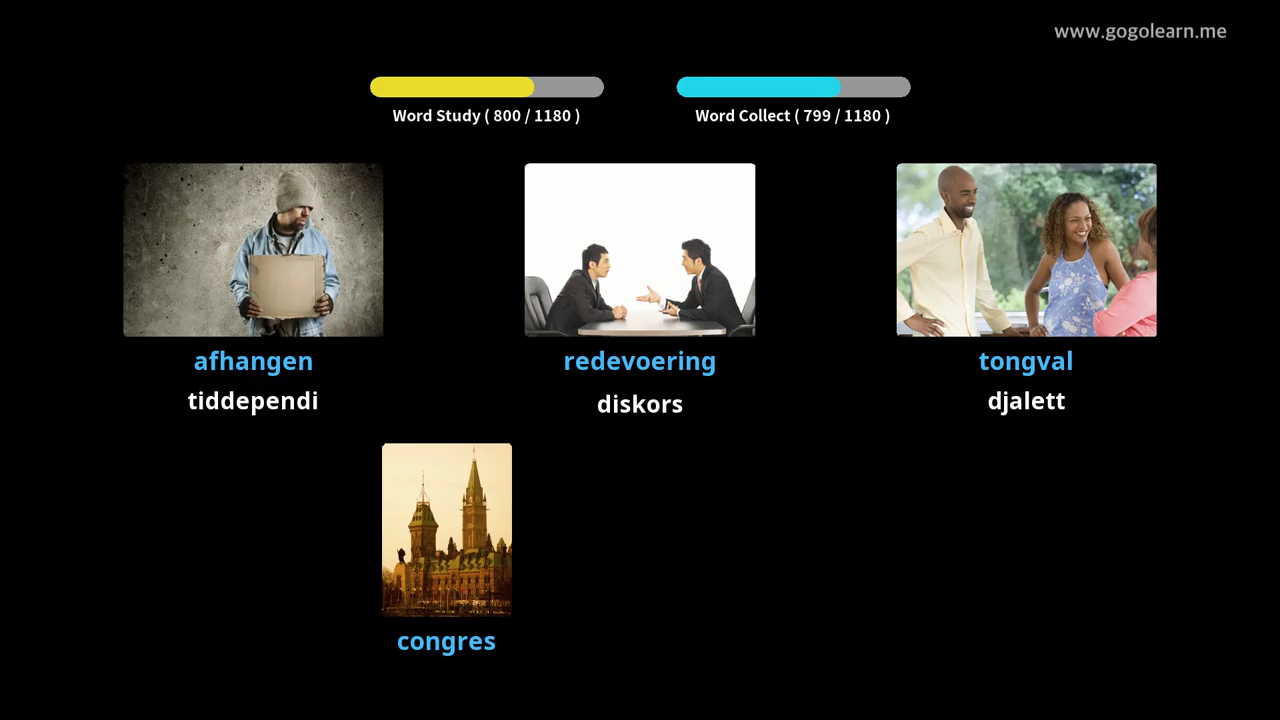 www.gogolearn.me
Word Study ( 800 / 1180 )
Word Collect ( 799 / 1180 )
afhangen
redevoering
tongval
tiddependi
diskors
djalett
congres